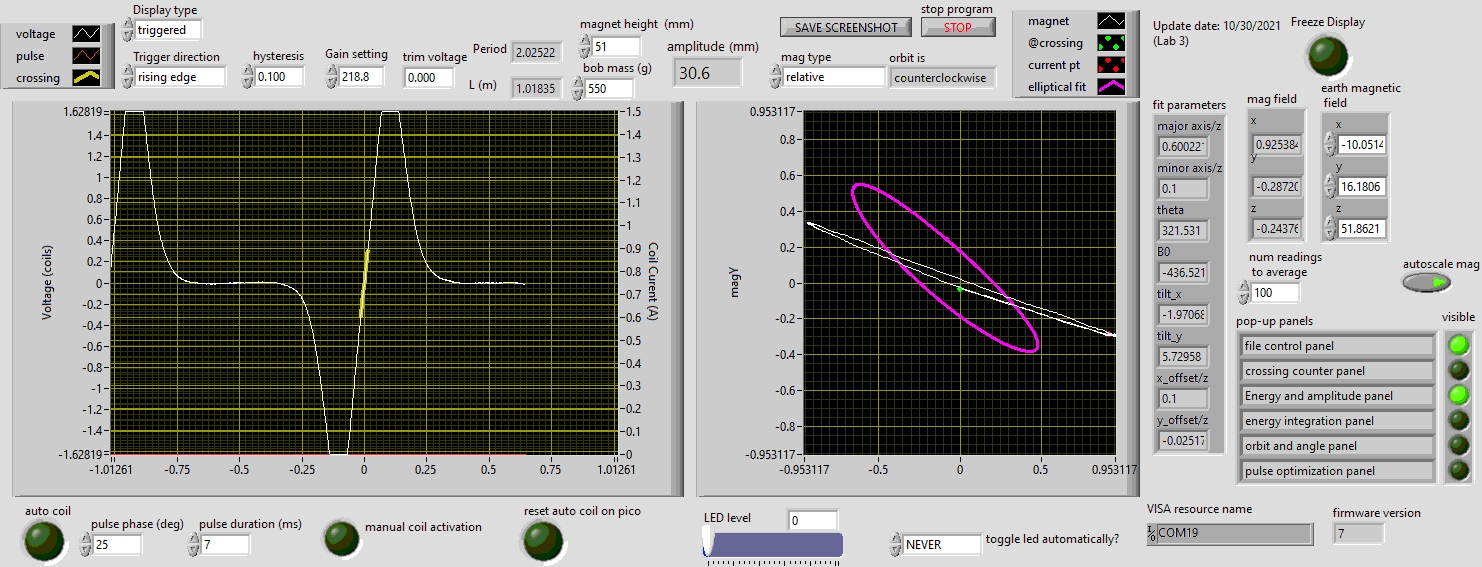 voltage
pulse
crossing
Display type
triggered
Trigger direction
rising edge
hysteresis
0.100
Gain setting
218.8
trim voltage
0.000
Period
2.02522
L (m)
1.01835
magnet height (mm)
51
bob mass (g)
550
amplitude (mm)
30.6
SAVE SCREENSHOT
stop program
STOP
mag type
relative
orbit is
counterclockwise
magnet
@crossing
current pt
elliptical fit
Update date: 10/30/2021
(Lab 3)
Freeze Display
Voltage (coils)
1.62819
1.4
1.2
1
0.8
0.6
0.4
0.2
0
-0.2
-0.4
-0.6
-0.8
-1
-1.2
-1.4
-1.62819
-1.01261
-0.75
-0.5
-0.25
0
0.25
0.5
0.75
1.01261
1.5
1.4
1.3
1.2
1.1
1
0.9
0.8
0.7
0.6
0.5
0.4
0.3
0.2
0.1
0
Coil Current (A)
magy
0.953117
0.8
0.6
0.4
0.2
0
-0.2
-0.4
-0.6
-0.8
-0.953117
-0.953117
-0.5
0
0.5
0.953117
fit parameters
major axis/z
0.60022
minor axis/z
0.1
theta
321.531
B0
-436.521
tilt_x
-1.9706
tilt_y
5.72958
x_offset/z
0.1
y_offset/z
-0.02517
mag field
x
0.92538
y
-0.2872
z
-0.2437
earth magnetic
field
x
-10.0514
y
16.1806
z
51.8621
num readings
to average
100
autoscale mag
pop-up panels
visible
file control panel
crossing counter panel
Energy and amplitude panel
energy integration panel
orbit and angle panel
pulse optimization panel
auto coil
pulse phase (deg)
25
pulse duration (ms)
7
manual coil activation
reset auto coil on pico
LED level
0
NEVER
toggle led automatically?
VISA resource name
COM19
firmware version
7